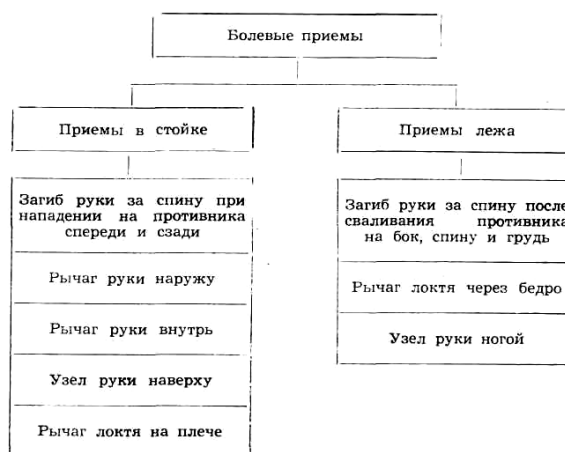 Болевые приемы
Приемы в стойке
Приемы лежа
Загиб руки за спину при
нападении на противника
спереди и сзади
Рычаг руки наружу
Рычаг руки внутрь
Узел руки наверху
Рычаг локтя на плече
Загиб руки за спину после
сваливания противника
на бок, спину и грудь
Рычаг локтя через бедро
Узел руки ногой